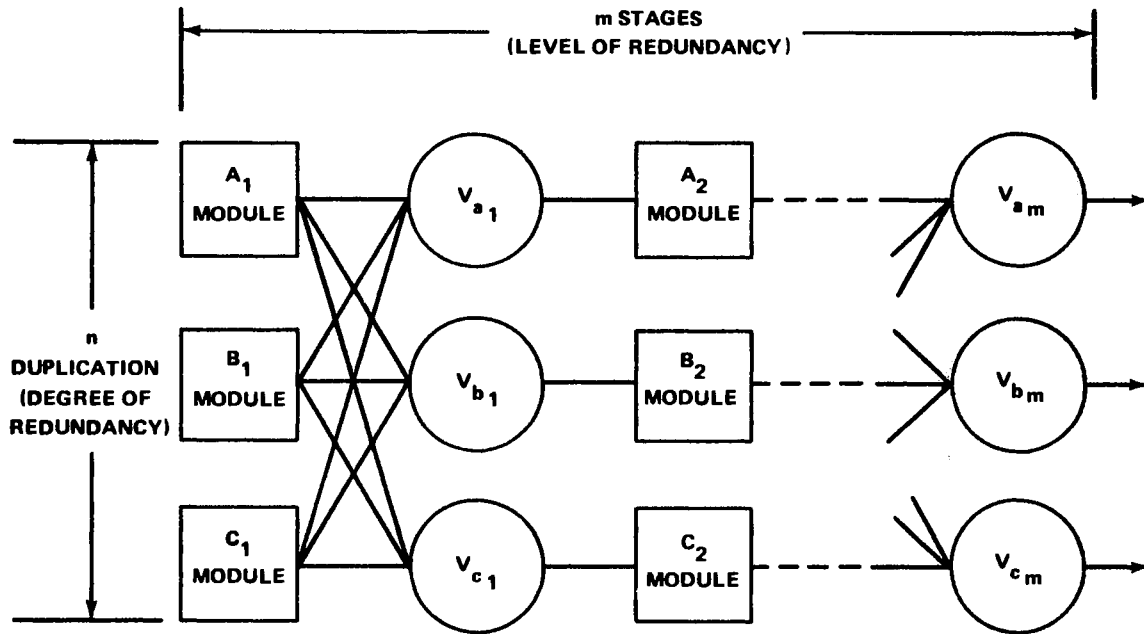 m STAGES
(LEVEL OF REDUNDANCY)
A1
MODULE
Va1
A2
MODULE
Vam
n
DUPLICATION
(DEGREE OF
REDUNDANCY)
B1
MODULE
Vb1
B2
MODULE
Vbm
C1
MODULE
Vc1
C2
MODULE
Vcm